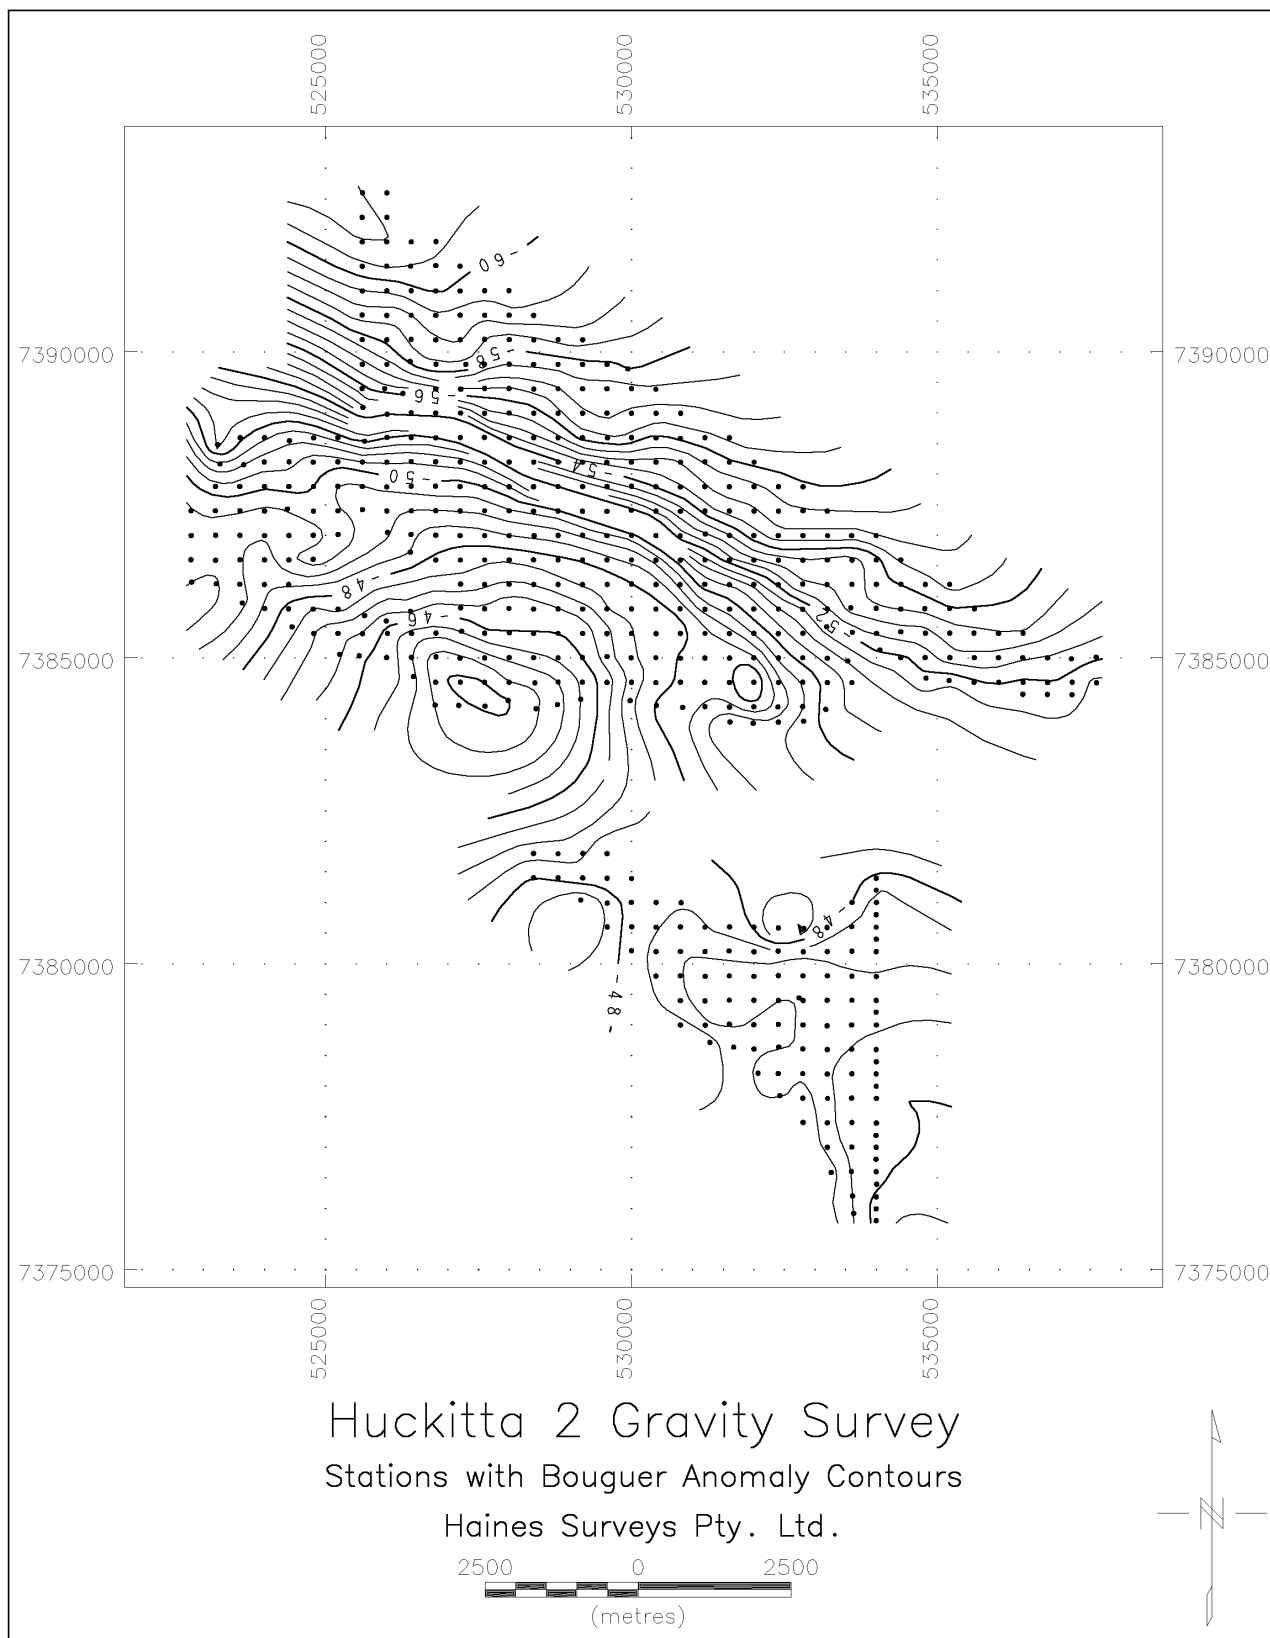 525000 530000 535000
-60-
7390000 7390000
-58-
-56-
-54-
-50-
-48-
-46-
-52-
7385000 7385000
-48-
7380000 7380000
-48-
7375000 7375000
525000 530000 535000
Huckitta 2 Gravity Survey
Stations with Bouguer Anomaly Contours
Haines Surveys Pty. Ltd.
2500 0 2500
(metres)
N